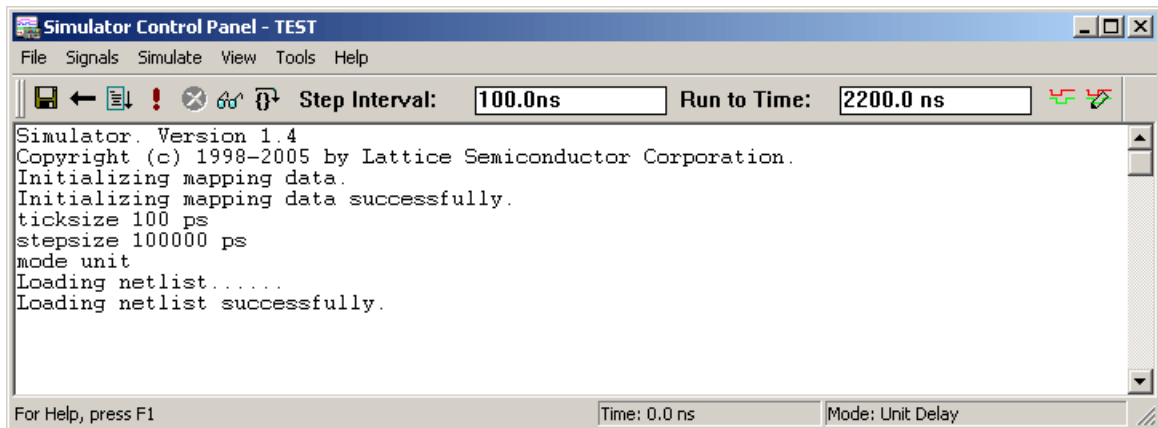 Simulator Control Panel - TEST
File Signals Simulate View Tools Help
Step Interval: 100.0ns Run to Time: 2200.0 ns
Simulator. Version 1.4
Copyright (c) 1998-2005 by Lattice Semiconductor Corporation.
Initializing mapping data.
Initializing mapping data successfully.
ticksize 100 ps
stepsize 100000 ps
mode unit
Loading netlist......
Loading netlist successfully.
For Help, press F1 Time: 0.0 ns Mode: Unit Delay